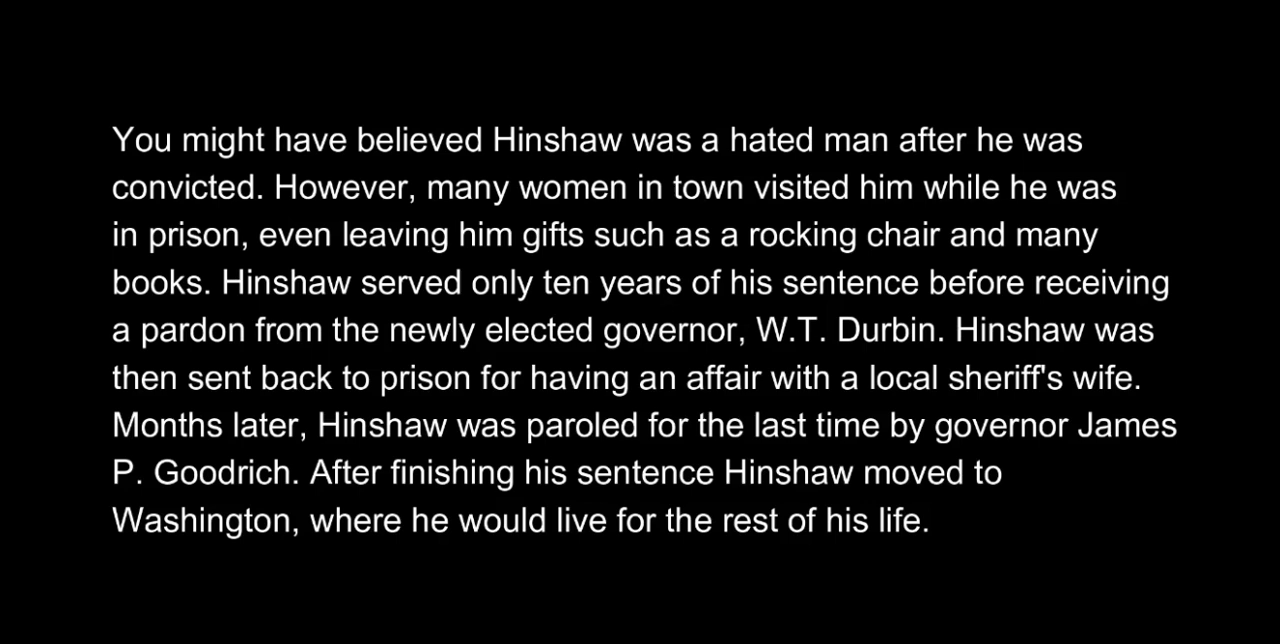 You might have believed Hinshaw was a hated man after he was
convicted. However, many women in town visited him while he was
in prison, even leaving him gifts such as a rocking chair and many
books. Hinshaw served only ten years of his sentence before receiving
a pardon from the newly elected governor, W.T. Durbin. Hinshaw was
then sent back to prison for having an affair with a local sheriff's wife.
Months later, Hinshaw was paroled for the last time by governor James
P. Goodrich. After finishing his sentence Hinshaw moved to
Washington, where he would live for the rest of his life.